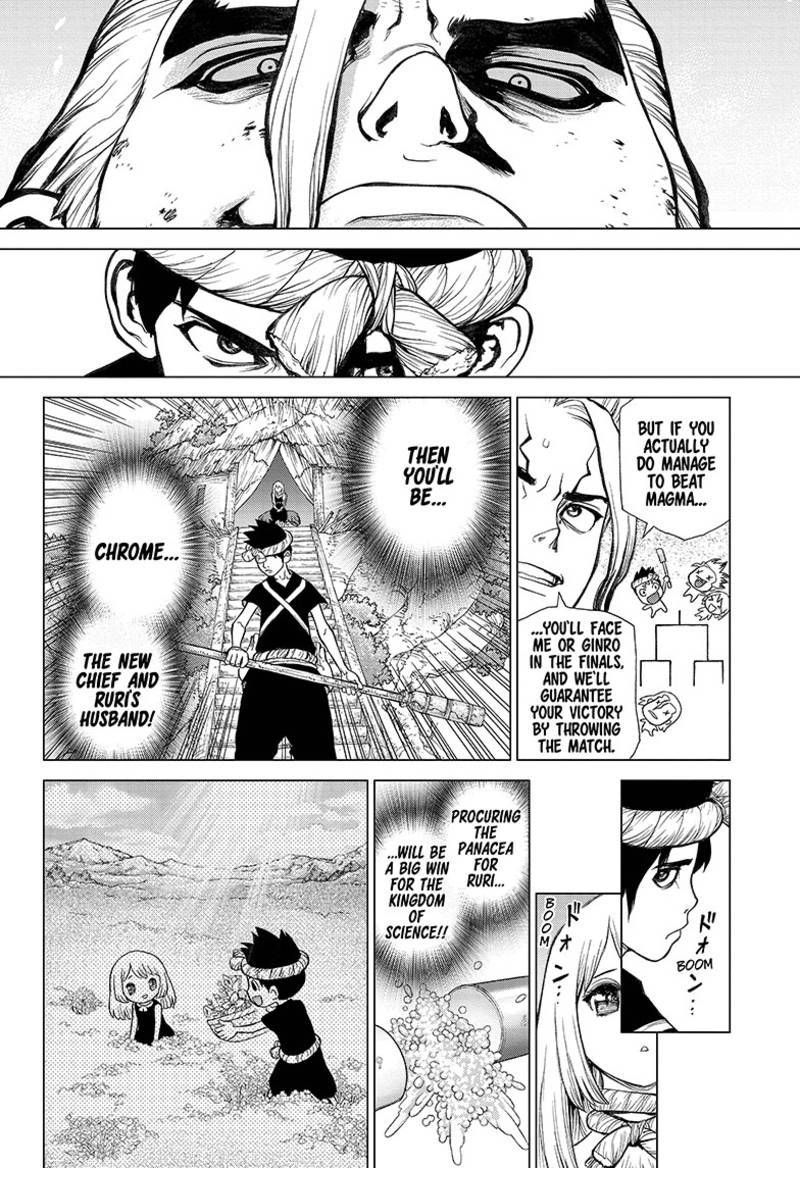 BUT IF YOU
ACTUALLY
DO MANAGE
TO BEAT
MAGMA...
...YOU'LL FACE
ME OR GINRO
IN THE FINALS,
AND WE'LL
GUARANTEE
YOUR VICTORY
BY THROWING
THE MATCH.
THEN
YOU'LL
BE...
CHROME...
THE NEW
CHIEF AND
RURI'S
HUSBAND!
ドォン…
BOOM
ドォン…
BOOM
PROCURING
THE
PANACEA
FOR
RURI...
...WILL BE
A BIG WIN
FOR THE
KINGDOM
OF
SCIENCE!!